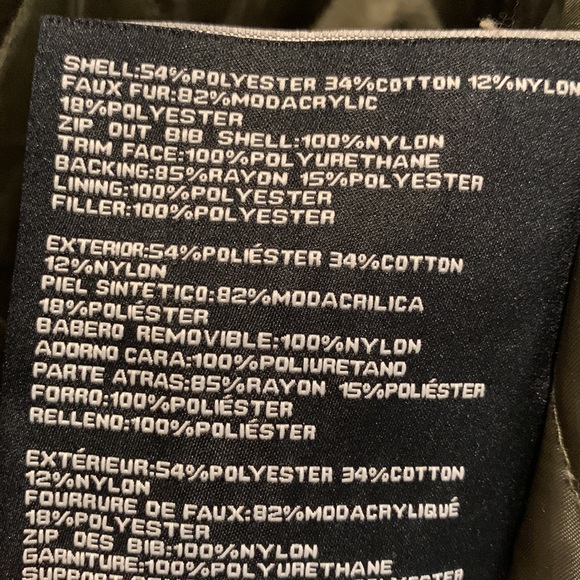 SHELL:54%POLYESTER 34%COTTON 12%NYLON
FAUX FUR:82%MODACRYLIC
18%POLYESTER
ZIP OUT BIB SHELL:100%NYLON
TRIM FACE:100%POLYURETHANE
BACKING:85%RAYON 15%POLYESTER
LINING:100%POLYESTER
FILLER:100%POLYESTER
EXTERIOR:54%POLIÉSTER 34%COTTON
12%NYLON
PIEL SINTETICO:82%MODACRILICA
18%POLIÉSTER
BABERO REMOVIBLE:100%NYLON
ADORNO CARA:100%POLIURETANO
PARTE ATRAS:85%RAYON 15%POLIÉSTER
FORRO:100%POLIÉSTER
RELLENO:100%POLIÉSTER
EXTÉRIEUR:54%POLYESTER 34%COTTON
12%NYLON
FOURRURE DE FAUX:82%MODACRYLIQUÉ
18%POLYESTER
ZIP DES BIB:100%NYLON
GARNITURE:100%POLYURETHANE
SUPPORT